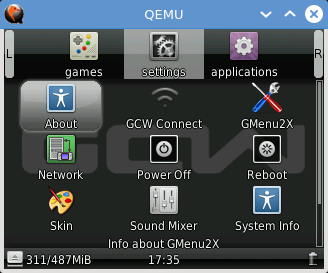 QEMU
L
R
games settings applications
About GCW Connect GMenu2X
GCW
Network Power Off Reboot
Skin Sound Mixer System Info
Info about GMenu2X
311/487MiB 17:35